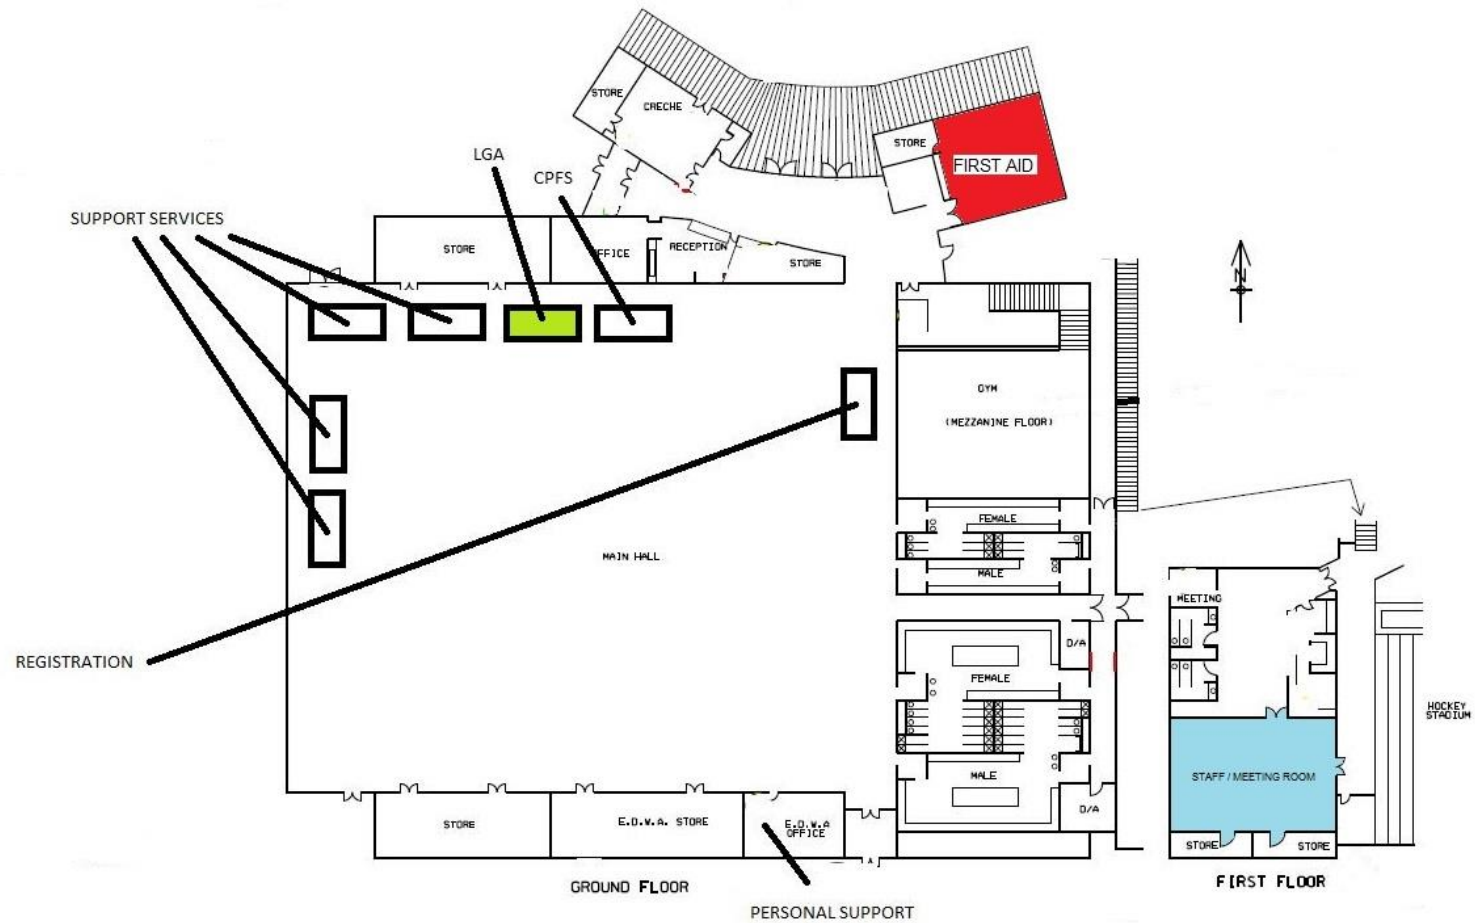 STORE
CRECHE
STORE
FIRST AID
LGA
CPFS
SUPPORT SERVICES
STORE
OFFICE
RECEPTION
STORE
N
GYM
(MEZZANINE FLOOR)
FEMALE
MALE
MAIN HALL
MEETING
D/A
REGISTRATION
FEMALE
HOCKEY
STADIUM
MALE
STAFF / MEETING ROOM
D/A
STORE
E.D.W.A. STORE
E.D.W.A
OFFICE
STORE
STORE
GROUND FLOOR
FIRST FLOOR
PERSONAL SUPPORT